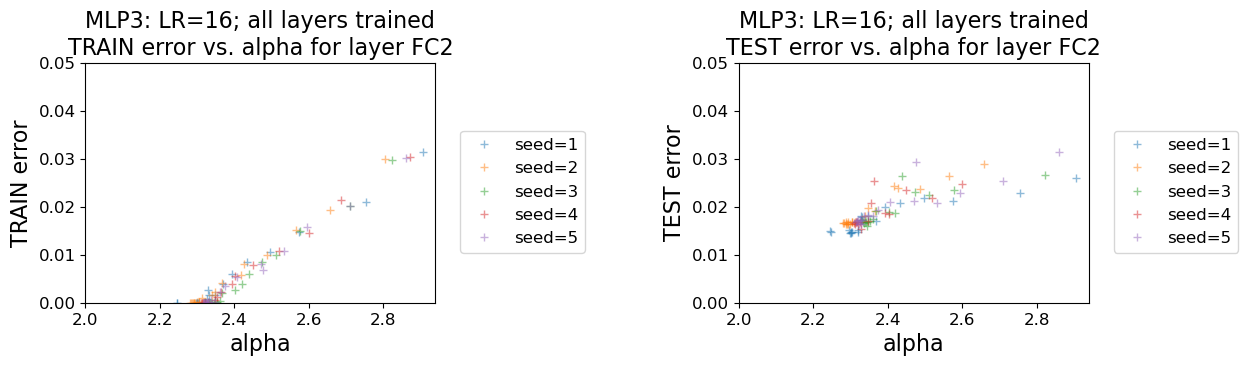 MLP3: LR=16; all layers trained
TRAIN error vs. alpha for layer FC2
TRAIN error
0.05
0.04
0.03
0.02
0.01
0.00
2.0
2.2
2.4
2.6
2.8
alpha
seed=1
seed=2
seed=3
seed=4
seed=5
MLP3: LR=16; all layers trained
TEST error vs. alpha for layer FC2
TEST error
0.05
0.04
0.03
0.02
0.01
0.00
2.0
2.2
2.4
2.6
2.8
alpha
seed=1
seed=2
seed=3
seed=4
seed=5